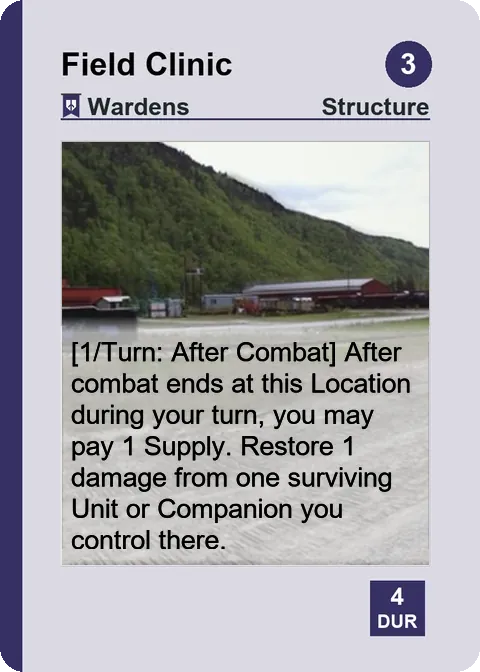 Field Clinic
3
Wardens
Structure
[1/Turn: After Combat] After
combat ends at this Location
during your turn, you may
pay 1 Supply. Restore 1
damage from one surviving
Unit or Companion you
control there.
4
DUR